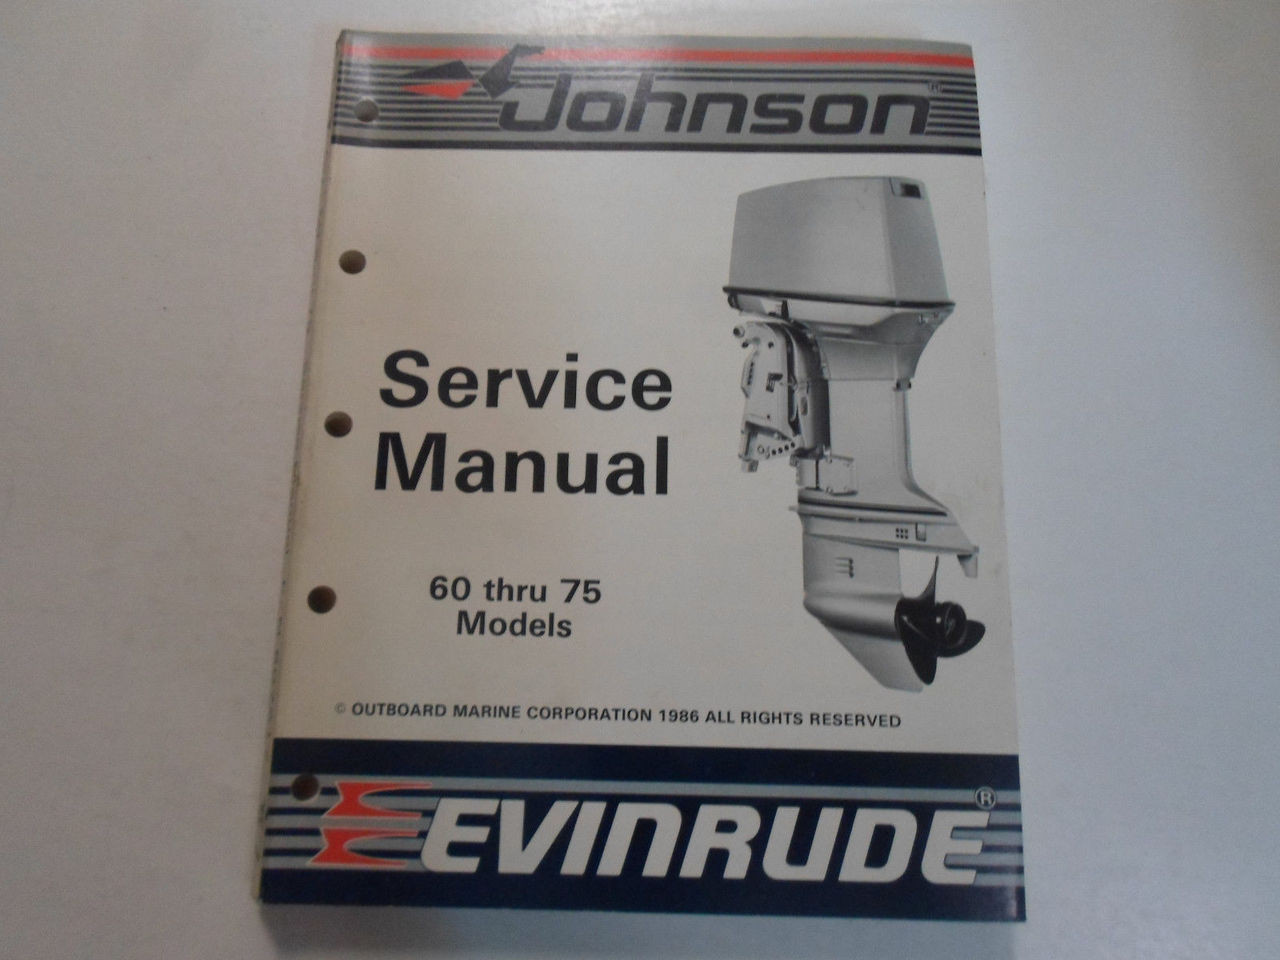 Johnson®
Service
Manual
60 thru 75
Models
© OUTBOARD MARINE CORPORATION 1986 ALL RIGHTS RESERVED
EVINRUDE®